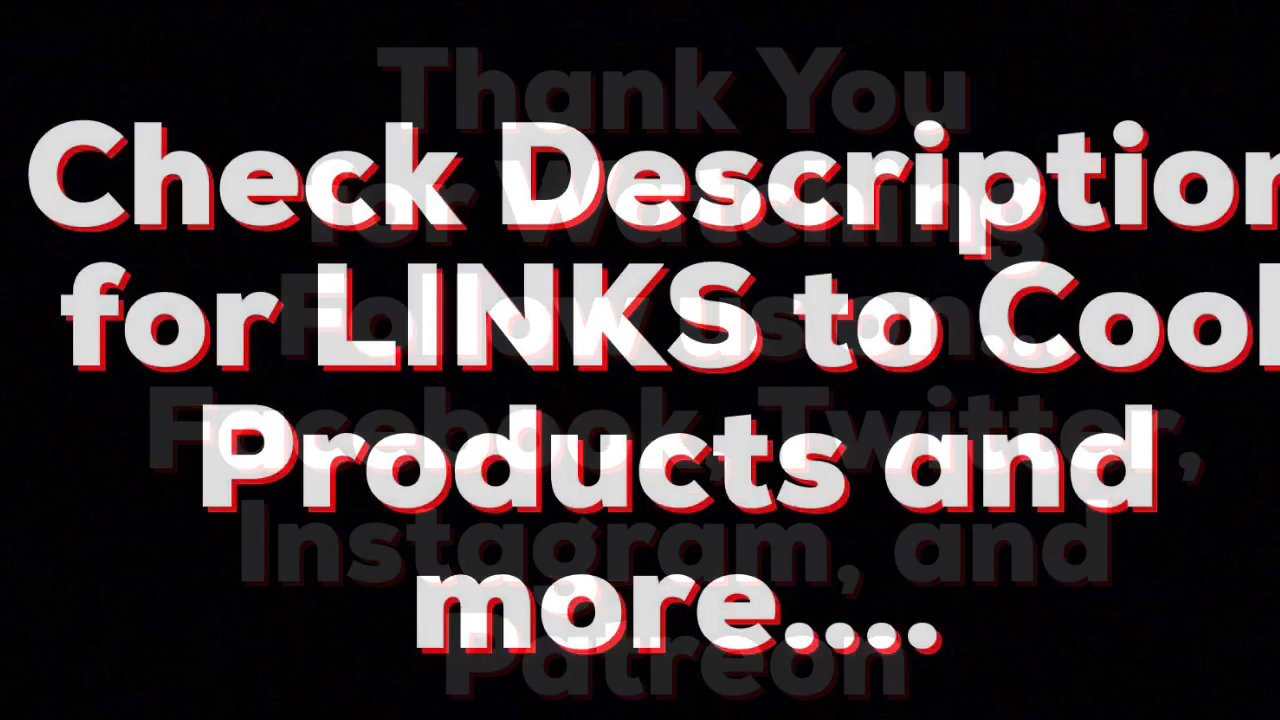 Thank You
Check Description
for Watching
for LINKS to Cool
Follow us on...
Products and
Facebook, Twitter,
Instagram, and
more....
Patreon